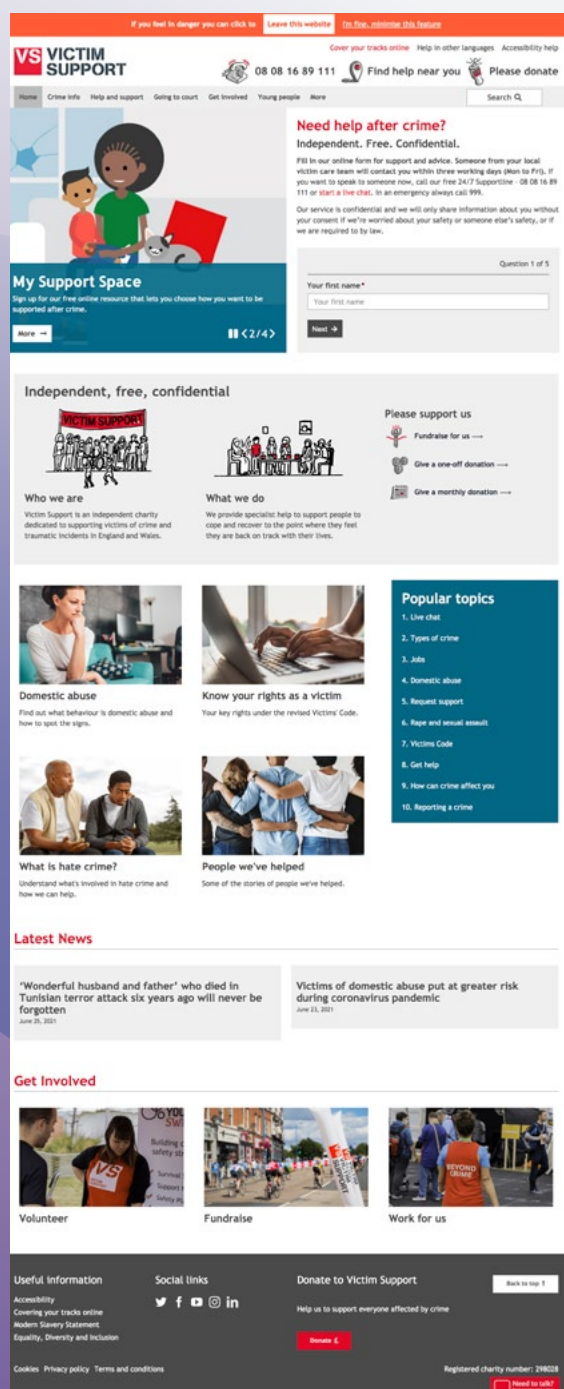 If you feel in danger you can click to Leave this website I'm fine, minimise this feature
Cover your tracks online Help in other languages Accessibility help
VS VICTIM SUPPORT
08 08 16 89 111 Find help near you Please donate
Home Crime info Help and support Going to court Get Involved Young people More Search
My Support Space
Sign up for our free online resource that lets you choose how you want to be
supported after crime.
More →
<2/4>
Need help after crime?
Independent. Free. Confidential.
Fill in our online form for support and advice. Someone from your local
victim care team will contact you within three working days (Mon to Fri). If
you want to speak to someone now, call our free 24/7 Supportline - 08 08 16 89
111 or start a live chat. In an emergency always call 999.
Our service is confidential and we will only share information about you without
your consent if we're worried about your safety or someone else's safety, or if
we are required to by law.
Question 1 of 5
Your first name*
Your first name
Next →
Independent, free, confidential
VICTIM SUPPORT
Who we are
Victim Support is an independent charity
dedicated to supporting victims of crime and
traumatic incidents in England and Wales.
What we do
We provide specialist help to support people to
cope and recover to the point where they feel
they are back on track with their lives.
Please support us
Fundraise for us →
Give a one-off donation →
Give a monthly donation →
Domestic abuse
Find out what behaviour is domestic abuse and
how to spot the signs.
Know your rights as a victim
Your key rights under the revised Victims' Code.
What is hate crime?
Understand what's involved in hate crime and
how we can help.
People we've helped
Some of the stories of people we've helped.
Popular topics
1. Live chat
2. Types of crime
3. Jobs
4. Domestic abuse
5. Request support
6. Rape and sexual assault
7. Victims Code
8. Get help
9. How can crime affect you
10. Reporting a crime
Latest News
'Wonderful husband and father' who died in
Tunisian terror attack six years ago will never be
forgotten
June 25, 2021
Victims of domestic abuse put at greater risk
during coronavirus pandemic
June 23, 2021
Get Involved
VS
Building
safety
Volunteer
VICTIM SUPPORT
Fundraise
BEYOND
CRIME
Work for us
Useful information
Accessibility
Covering your tracks online
Modern Slavery Statement
Equality, Diversity and Inclusion
Social links
Donate to Victim Support
Help us to support everyone affected by crime
Donate £
Back to top ↑
Cookies Privacy policy Terms and conditions
Registered charity number: 298028
Need to talk?